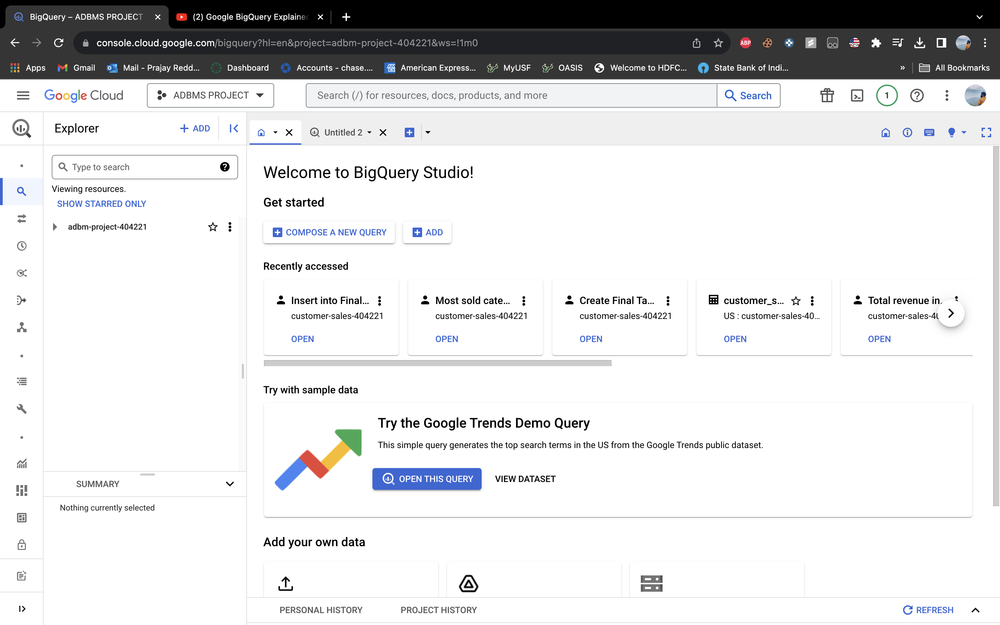 BigQuery – ADBMS PROJECT
(2) Google BigQuery Explained
console.cloud.google.com/bigquery?hl=en&project=adbm-project-404221&ws=!1m0
ABP
Apps
Gmail
Mail - Prajay Redd...
Dashboard
Accounts - chase....
American Express...
MyUSF
OASIS
Welcome to HDFC...
State Bank of Indi...
»
All Bookmarks
Google Cloud
ADBMS PROJECT
Search (/) for resources, docs, products, and more
Search
1
Explorer
+ ADD
Untitled 2
Type to search
Viewing resources.
SHOW STARRED ONLY
adbm-project-404221
Welcome to BigQuery Studio!
Get started
COMPOSE A NEW QUERY
ADD
Recently accessed
Insert into Final...
customer-sales-404221
OPEN
Most sold cate...
customer-sales-404221
OPEN
Create Final Ta...
customer-sales-404221
OPEN
customer_s...
US : customer-sales-40...
OPEN
Total revenue in
customer-sales-40
OPEN
Try with sample data
Try the Google Trends Demo Query
This simple query generates the top search terms in the US from the Google Trends public dataset.
OPEN THIS QUERY
VIEW DATASET
SUMMARY
Nothing currently selected
Add your own data
PERSONAL HISTORY
PROJECT HISTORY
REFRESH